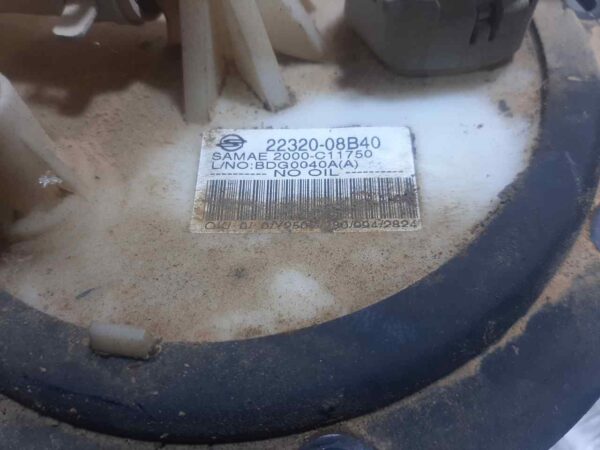 22320-08B40
SAMAE 2000-C11750
L/NO:BDG0040A(A)
NO OIL